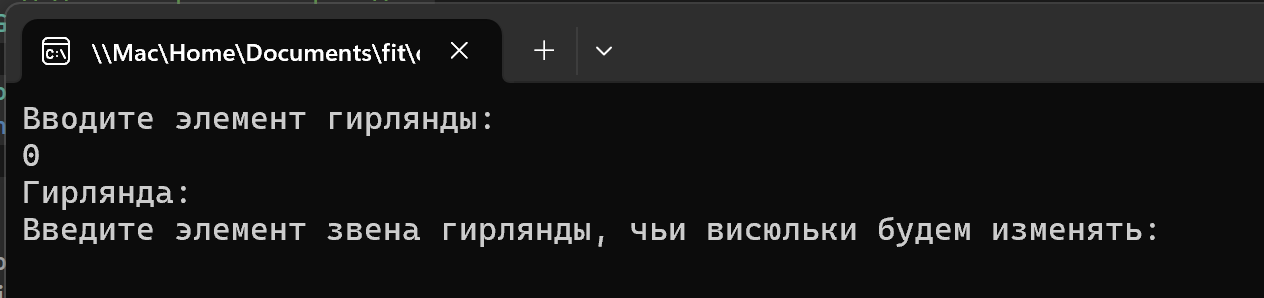 \\Mac\Home\Documents\fit\
Вводите элемент гирлянды:
0
Гирлянда:
Введите элемент звена гирлянды, чьи висюльки будем изменять: